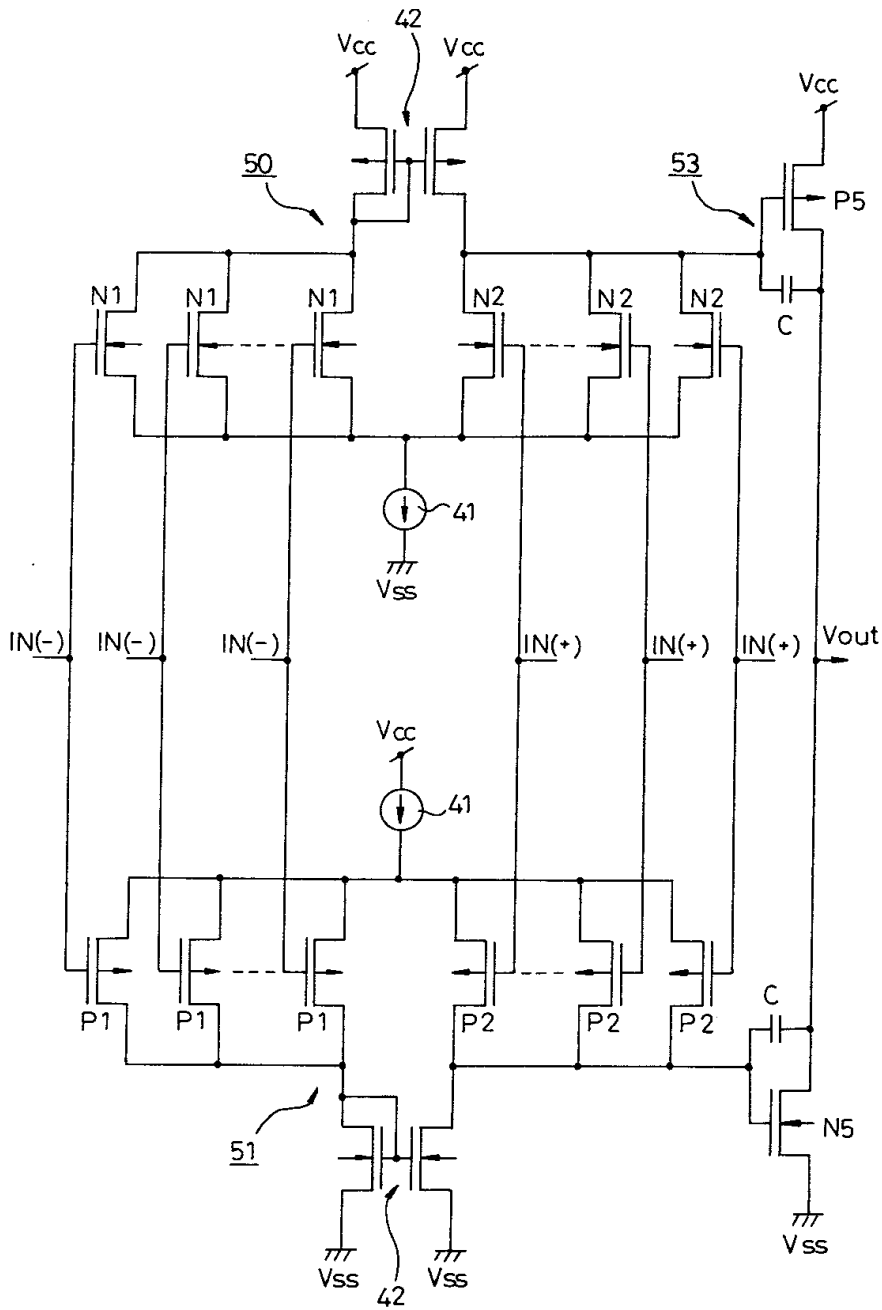 42
Vcc Vcc
Vcc
50
53
P5
N1 N1 N1 N2 N2 N2
C
41
Vss
IN(-) IN(-) IN(-) IN(+) IN(+) IN(+) Vout
Vcc
41
P1 P1 P1 P2 P2 P2
C
N5
51
Vss Vss
42
Vss